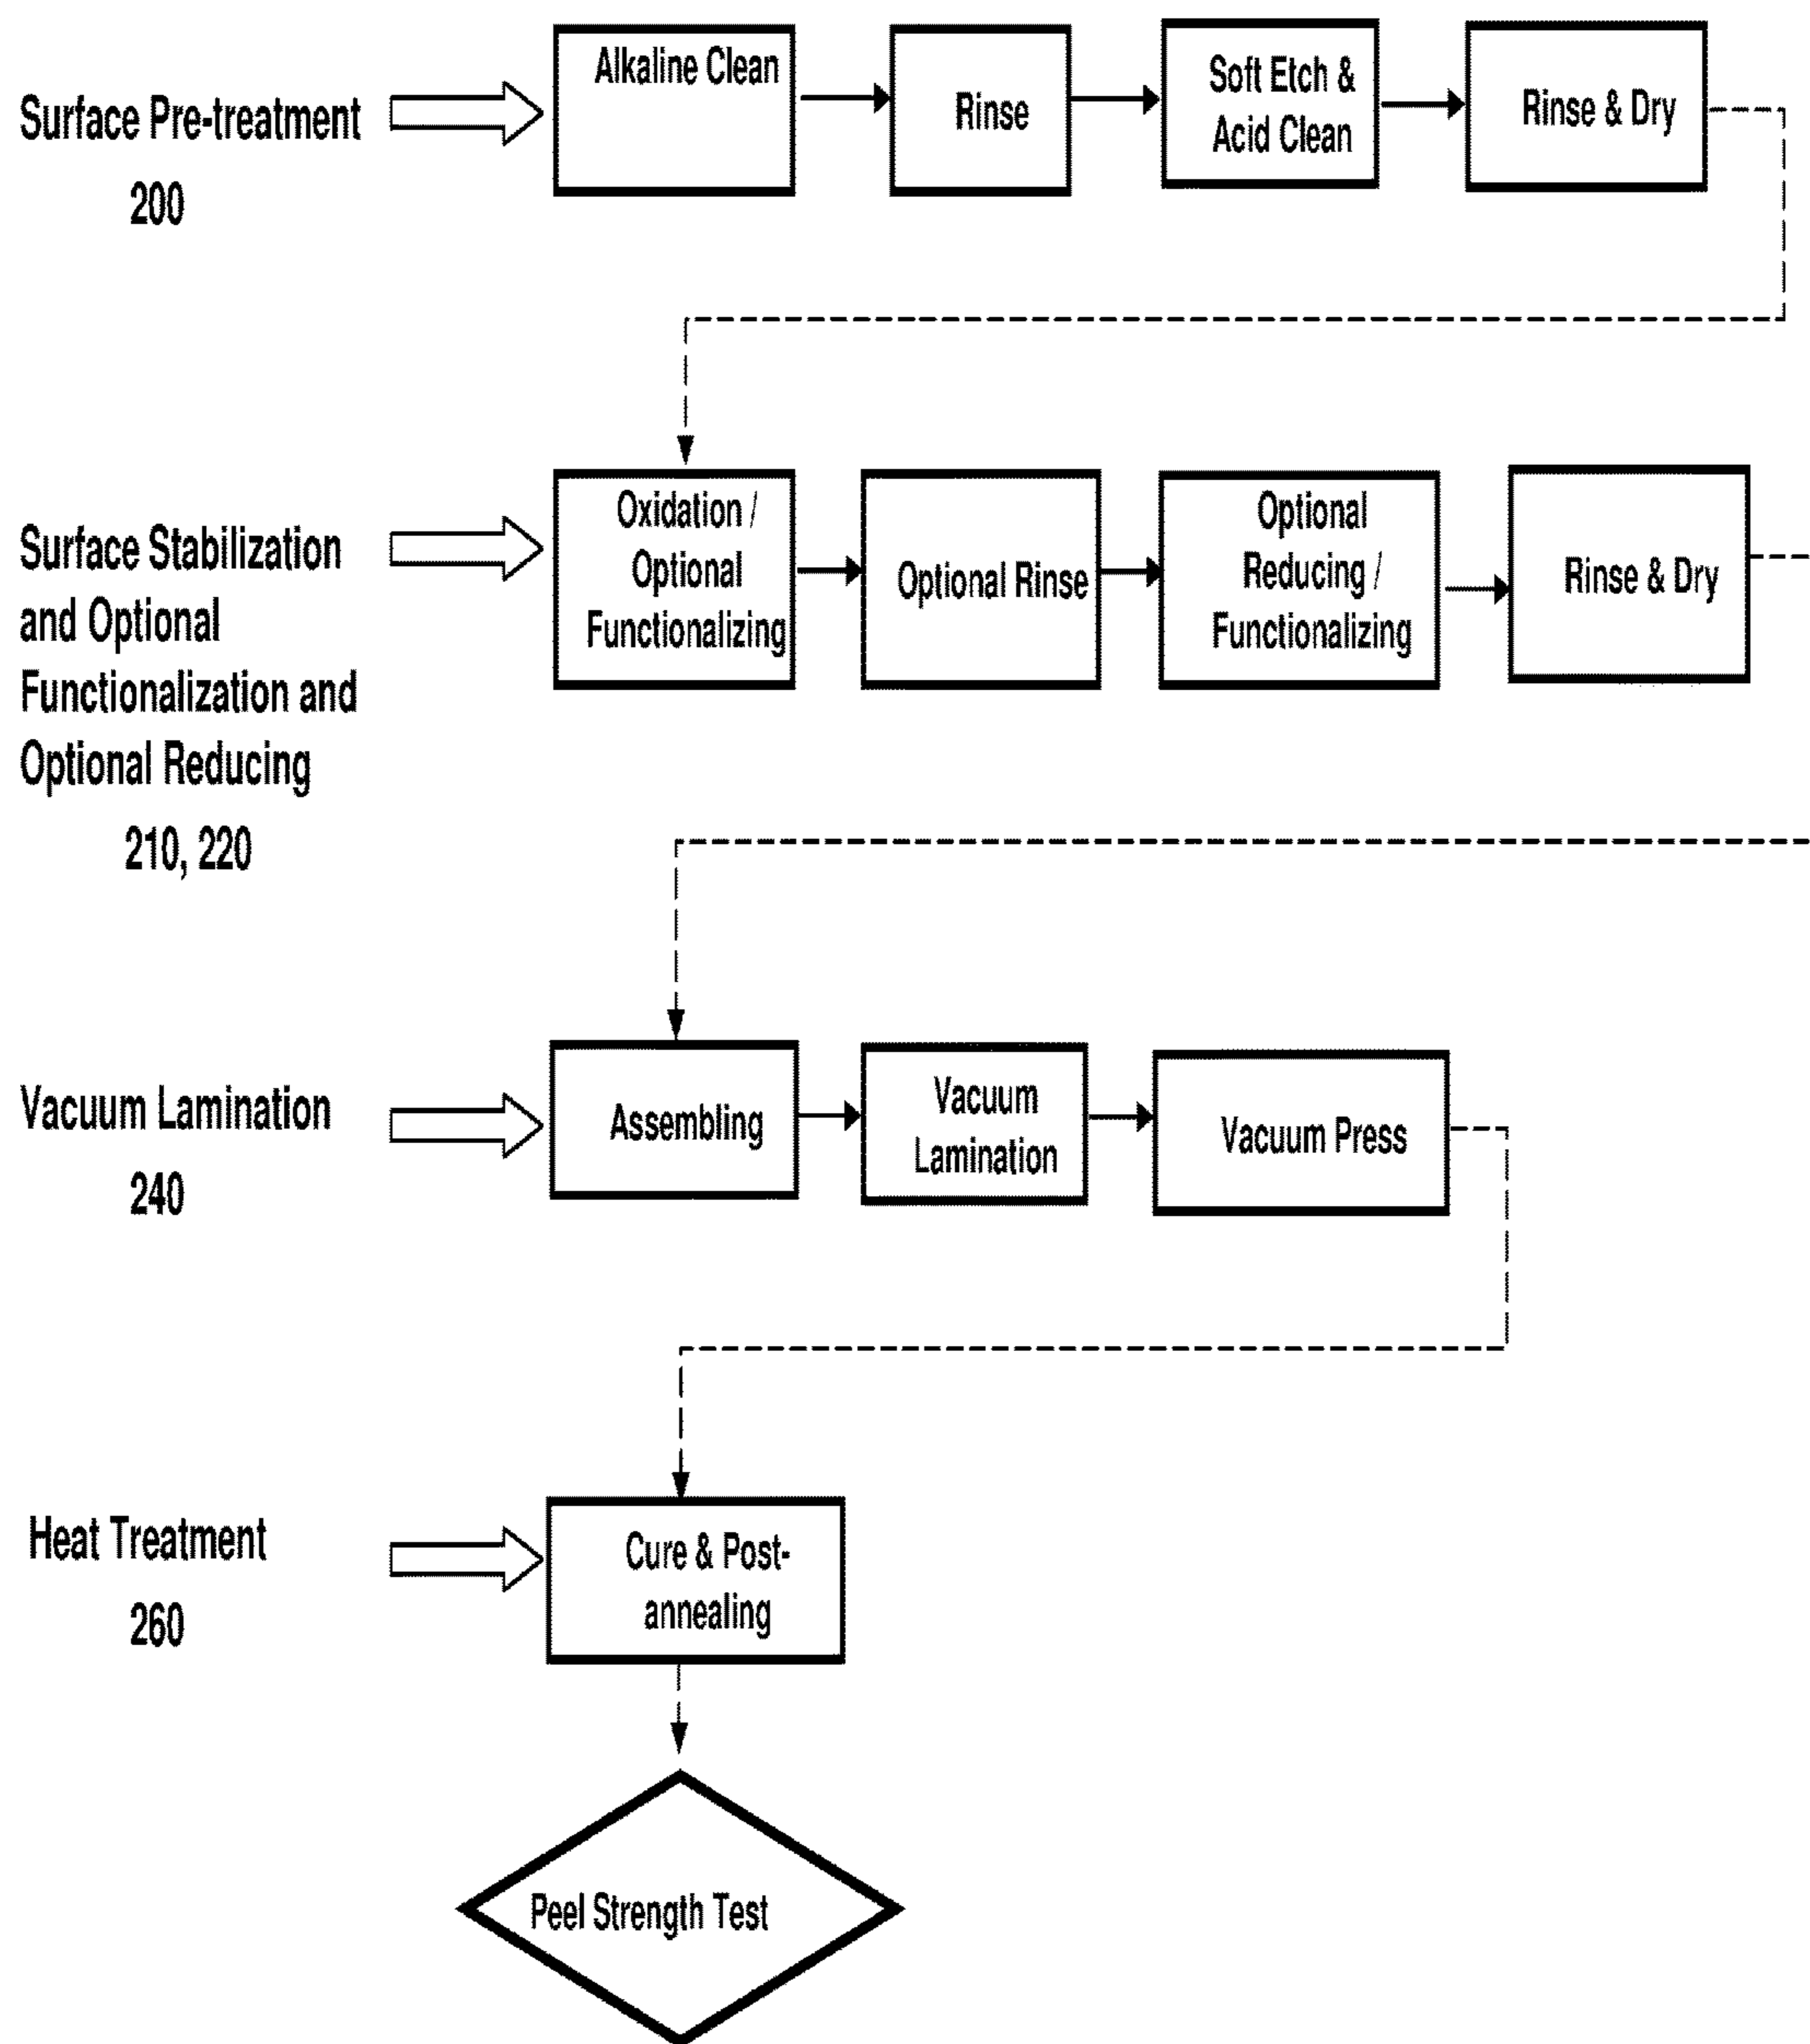 Surface Pre-treatment
200
Alkaline Clean
Rinse
Soft Etch &
Acid Clean
Rinse & Dry
Surface Stabilization
and Optional
Functionalization and
Optional Reducing
210, 220
Oxidation /
Optional
Functionalizing
Optional Rinse
Optional
Reducing /
Functionalizing
Rinse & Dry
Vacuum Lamination
240
Assembling
Vacuum
Lamination
Vacuum Press
Heat Treatment
260
Cure & Post-
annealing
Peel Strength Test